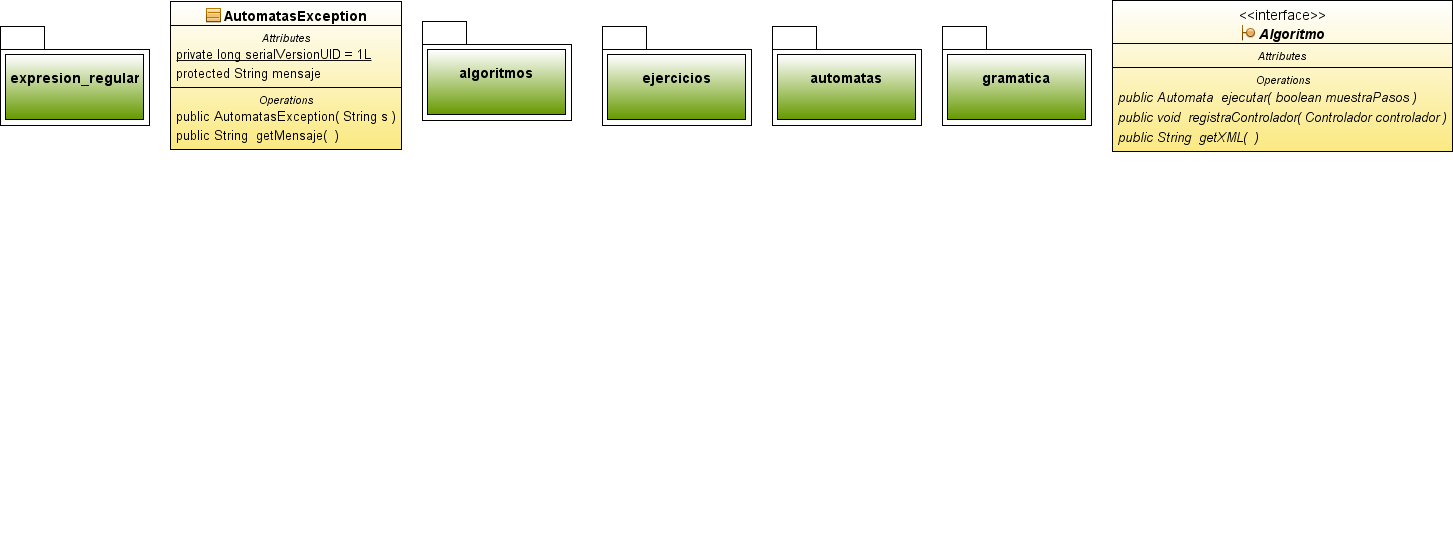 expresion_regular
AutomatasException
Attributes
private long serialVersionUID = 1L
protected String mensaje
Operations
public AutomatasException( String s )
public String getMensaje( )
algoritmos
ejercicios
automatas
gramatica
<<interface>>
Algoritmo
Attributes
Operations
public Automata ejecutar( boolean muestraPasos )
public void registraControlador( Controlador controlador )
public String getXML( )